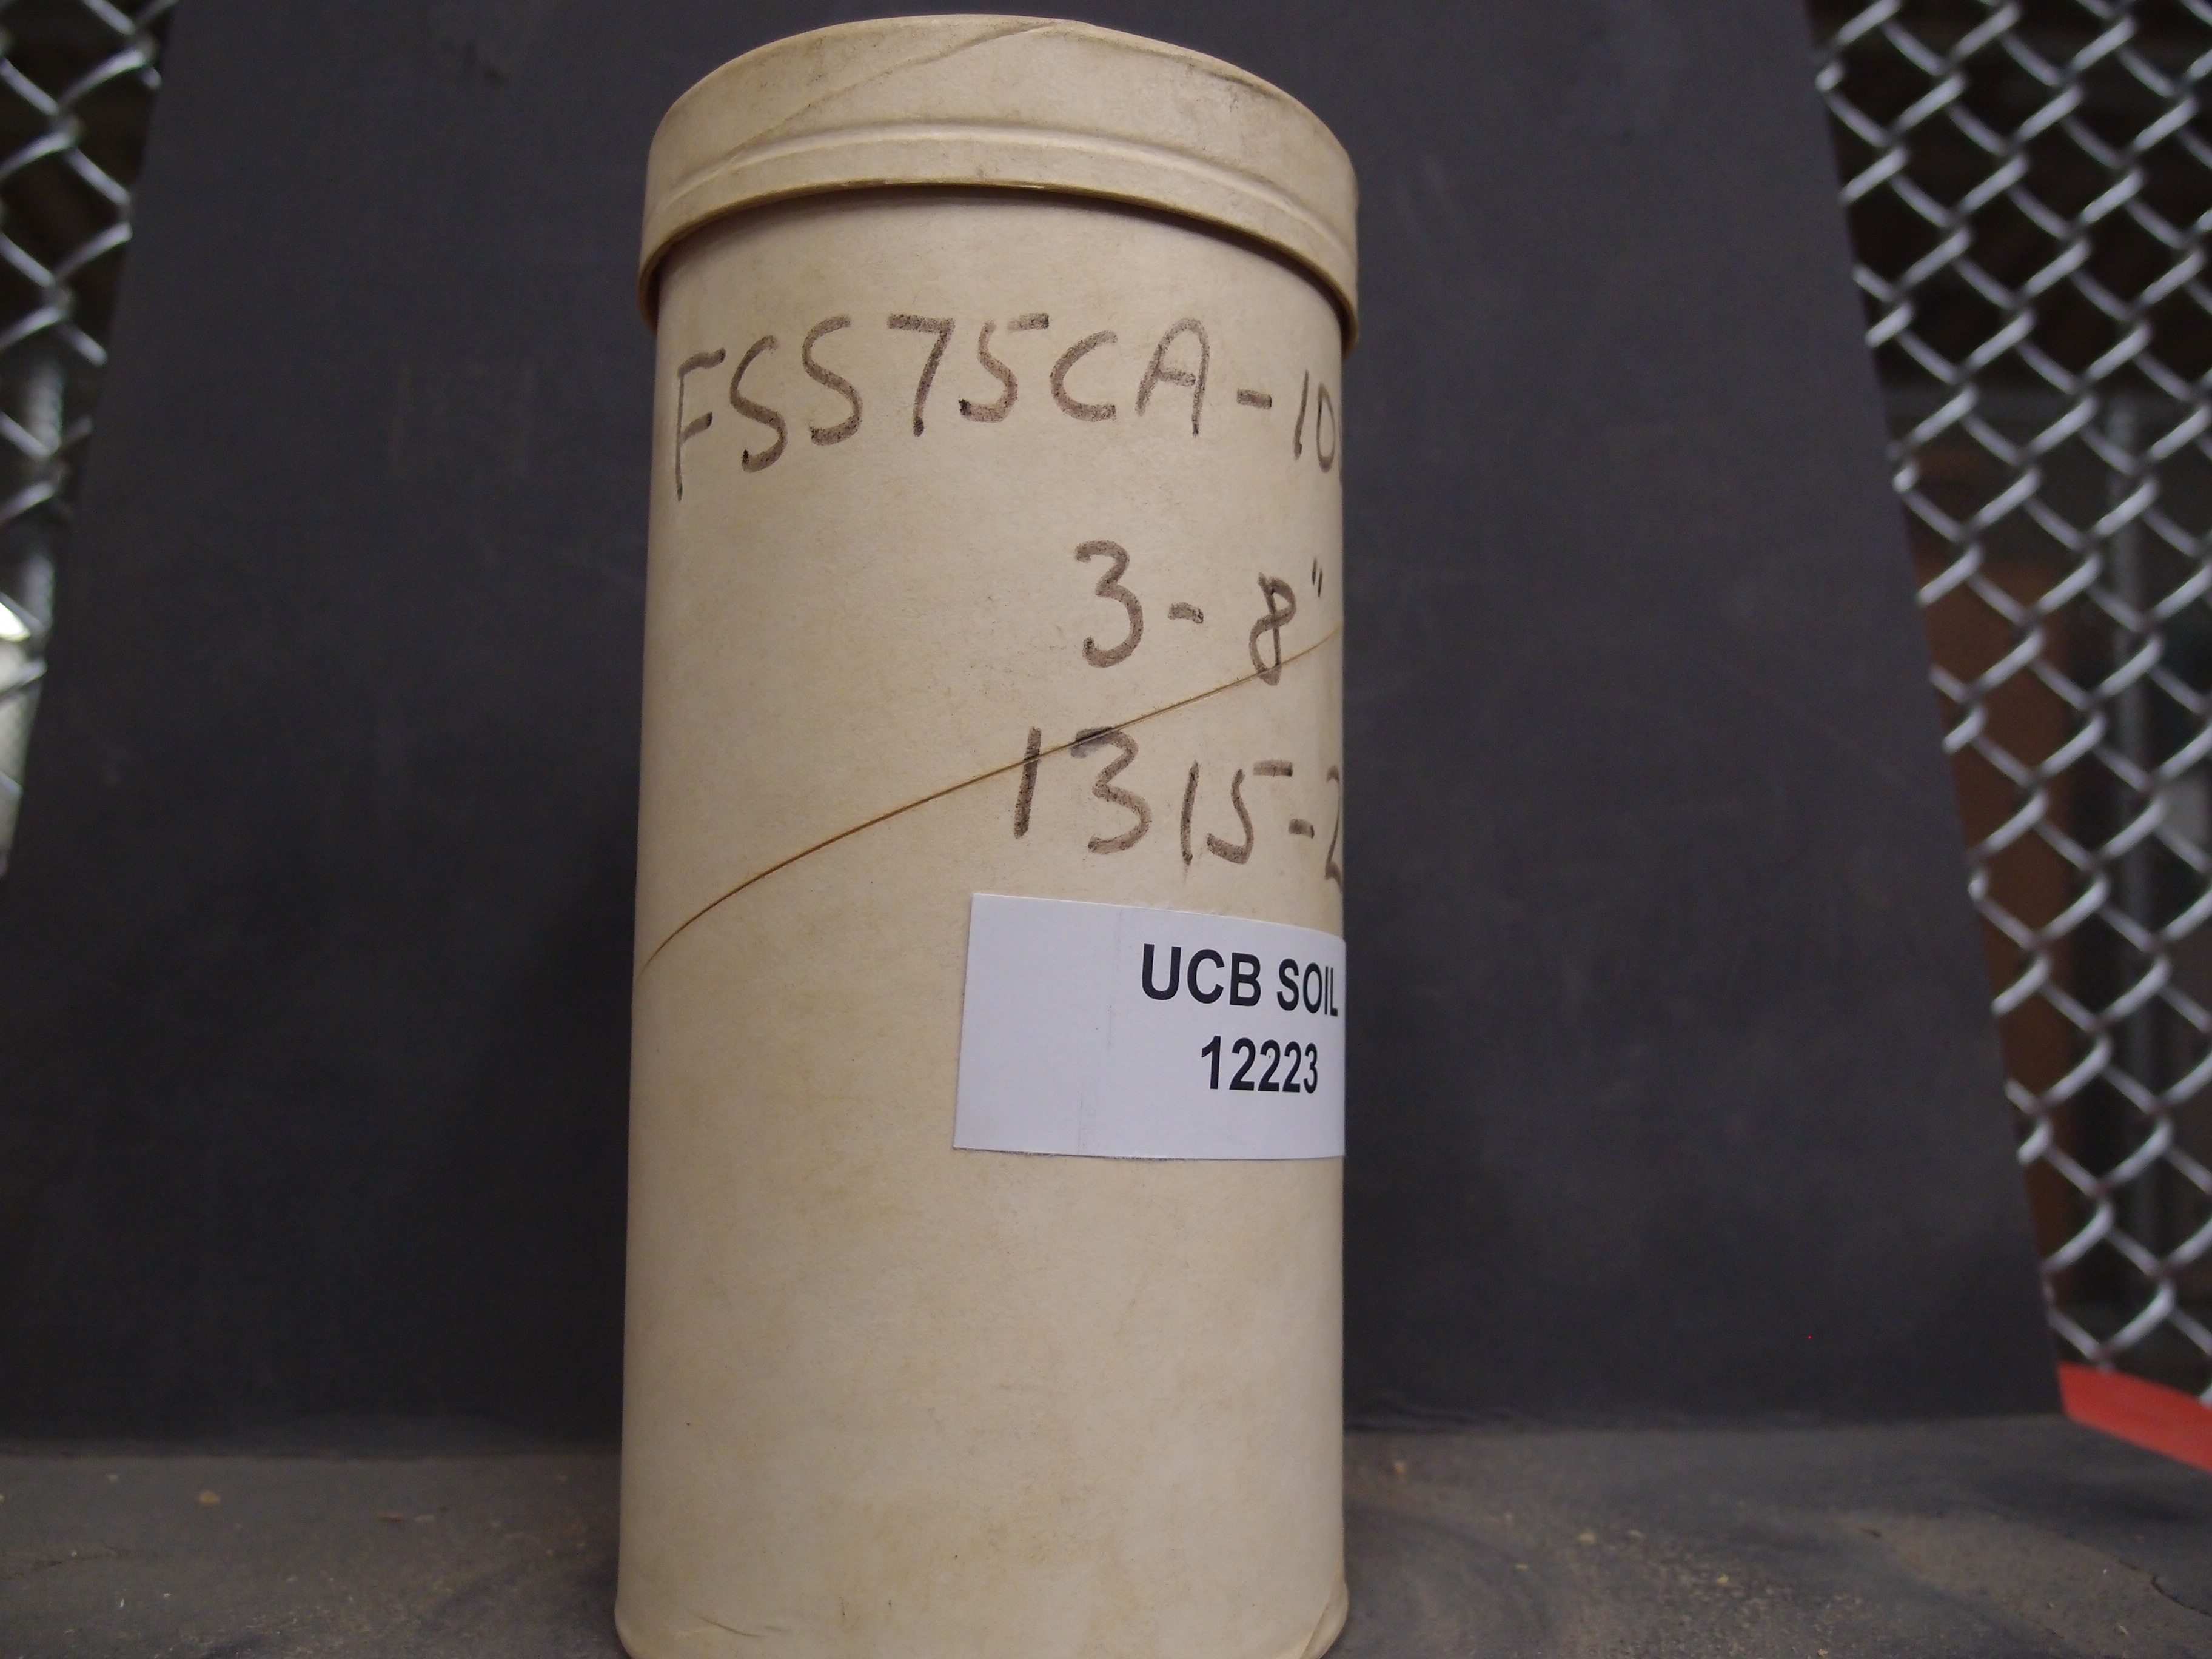 FSS75CA-10
3-8"
1315-2
UCB SOIL
12223